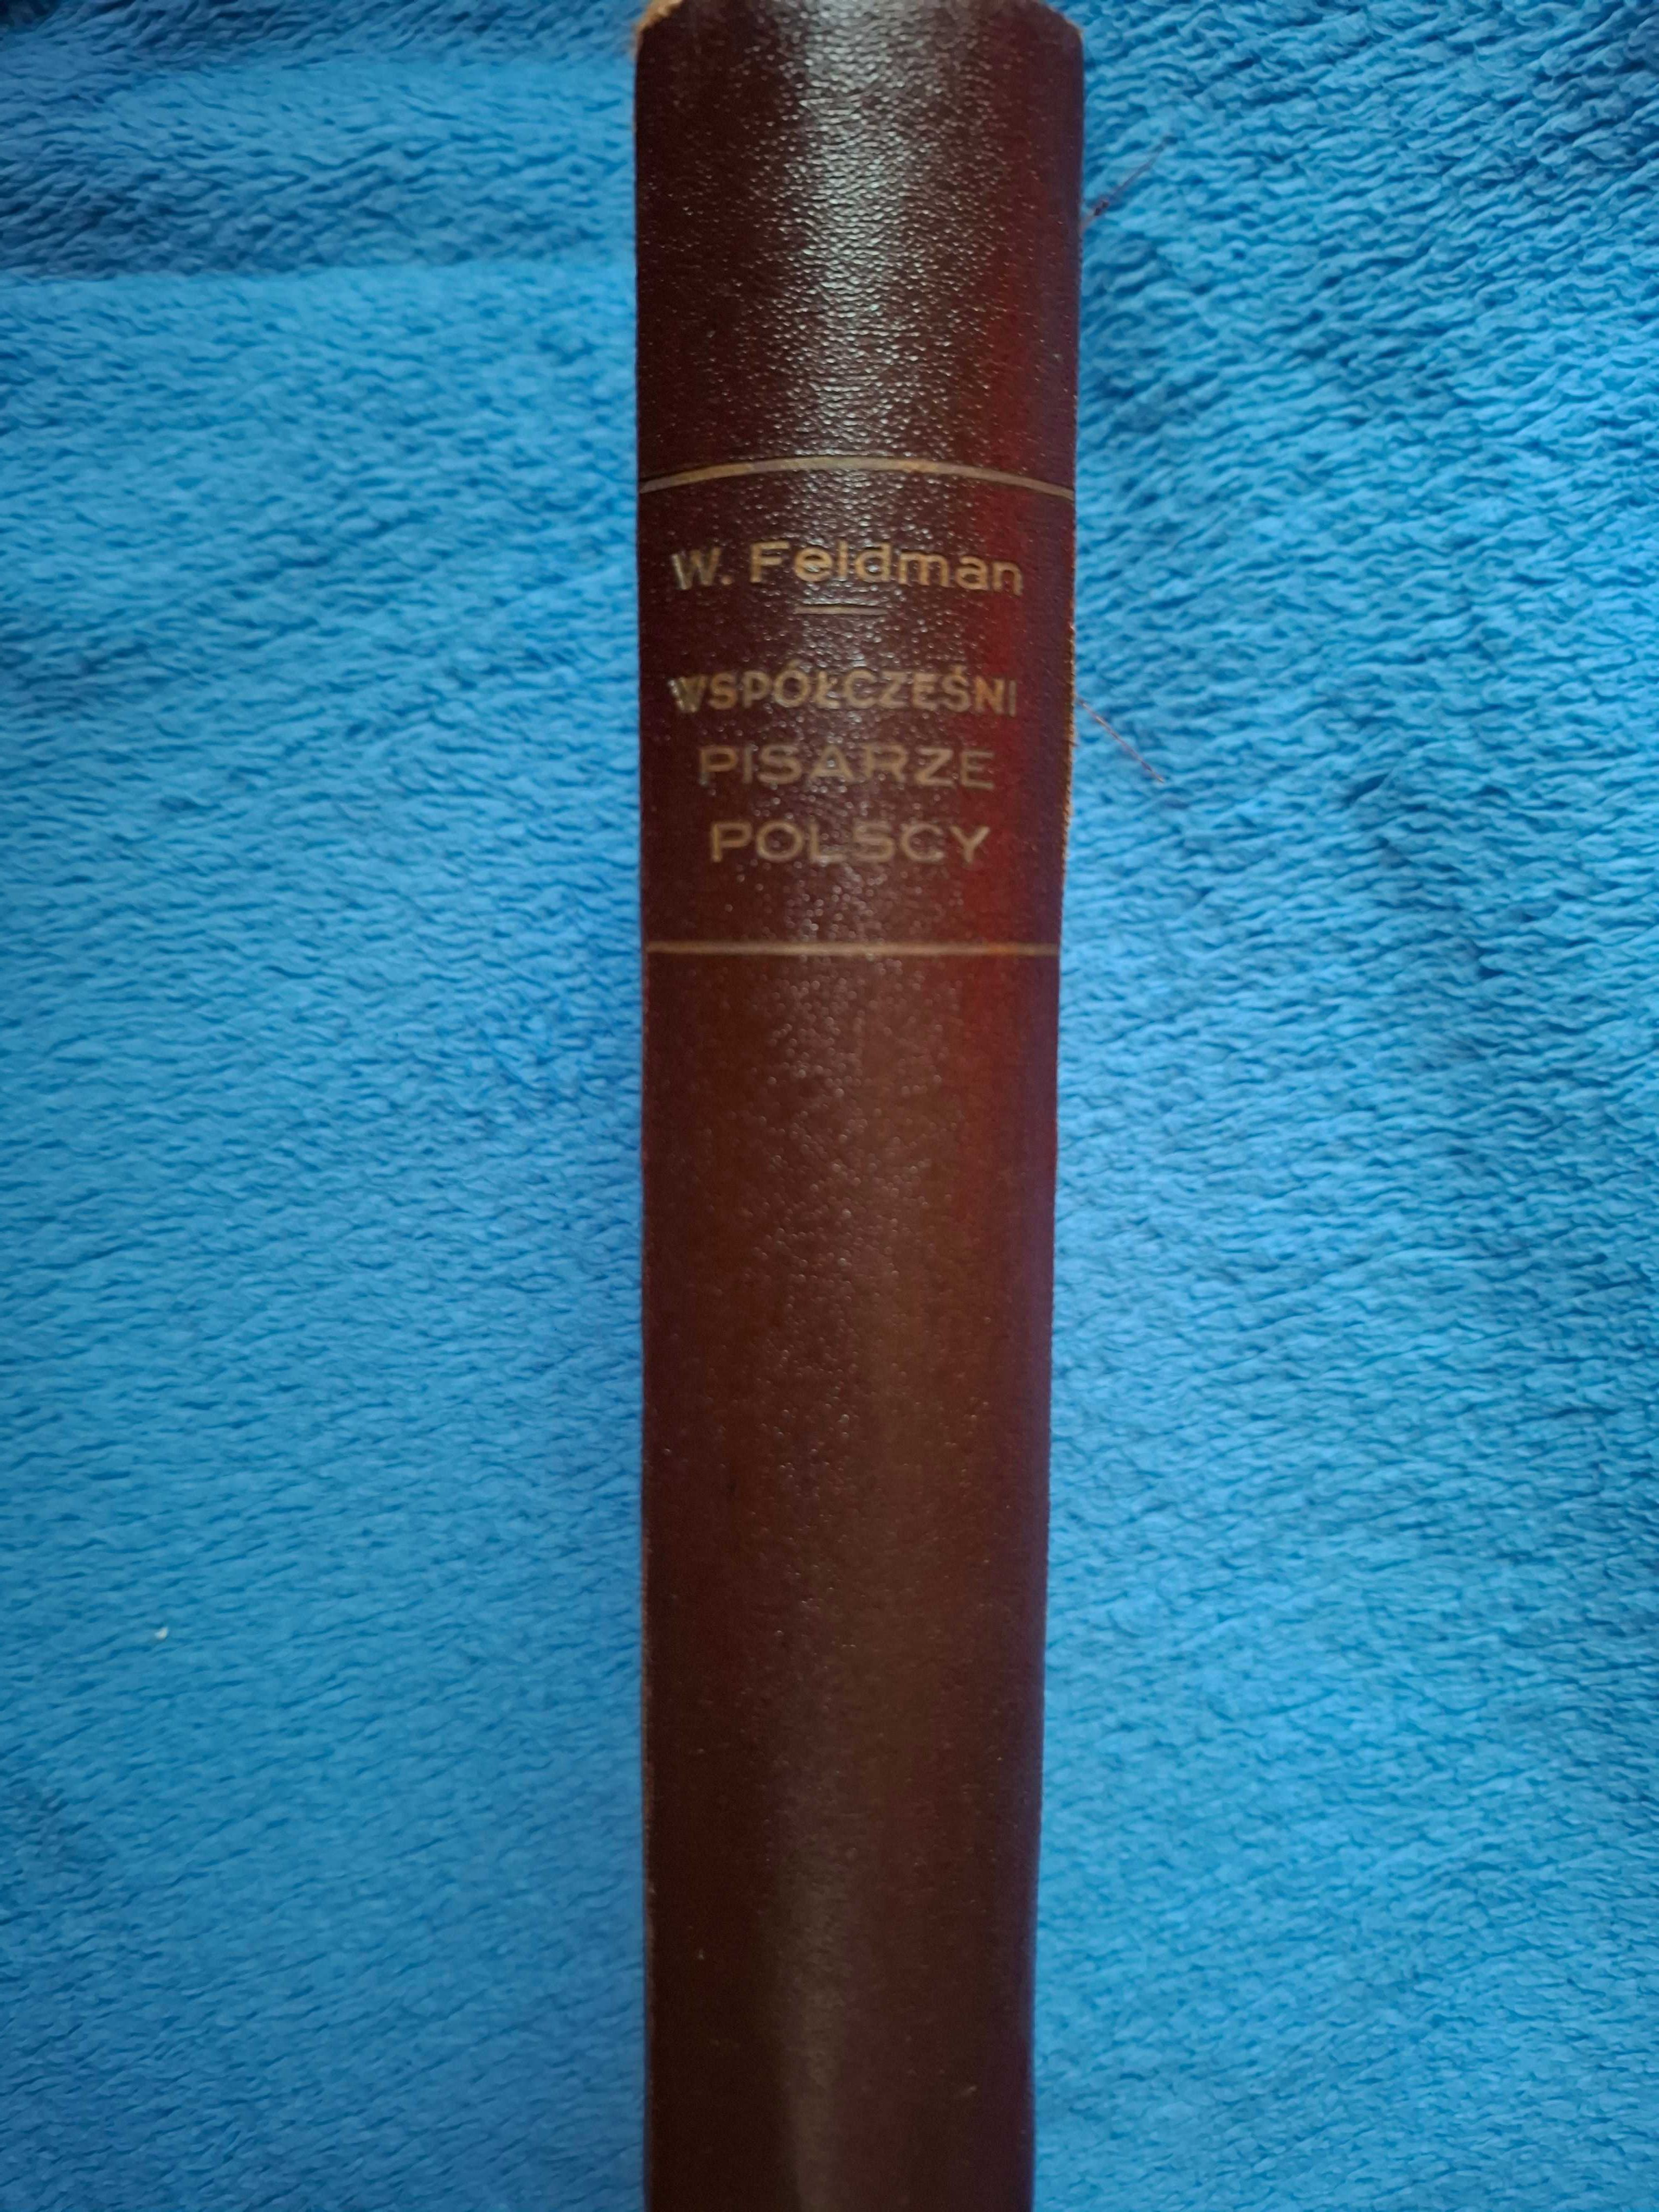 W. Feldman
WSPÓŁCZEŚNI
PISARZE
POLSCY